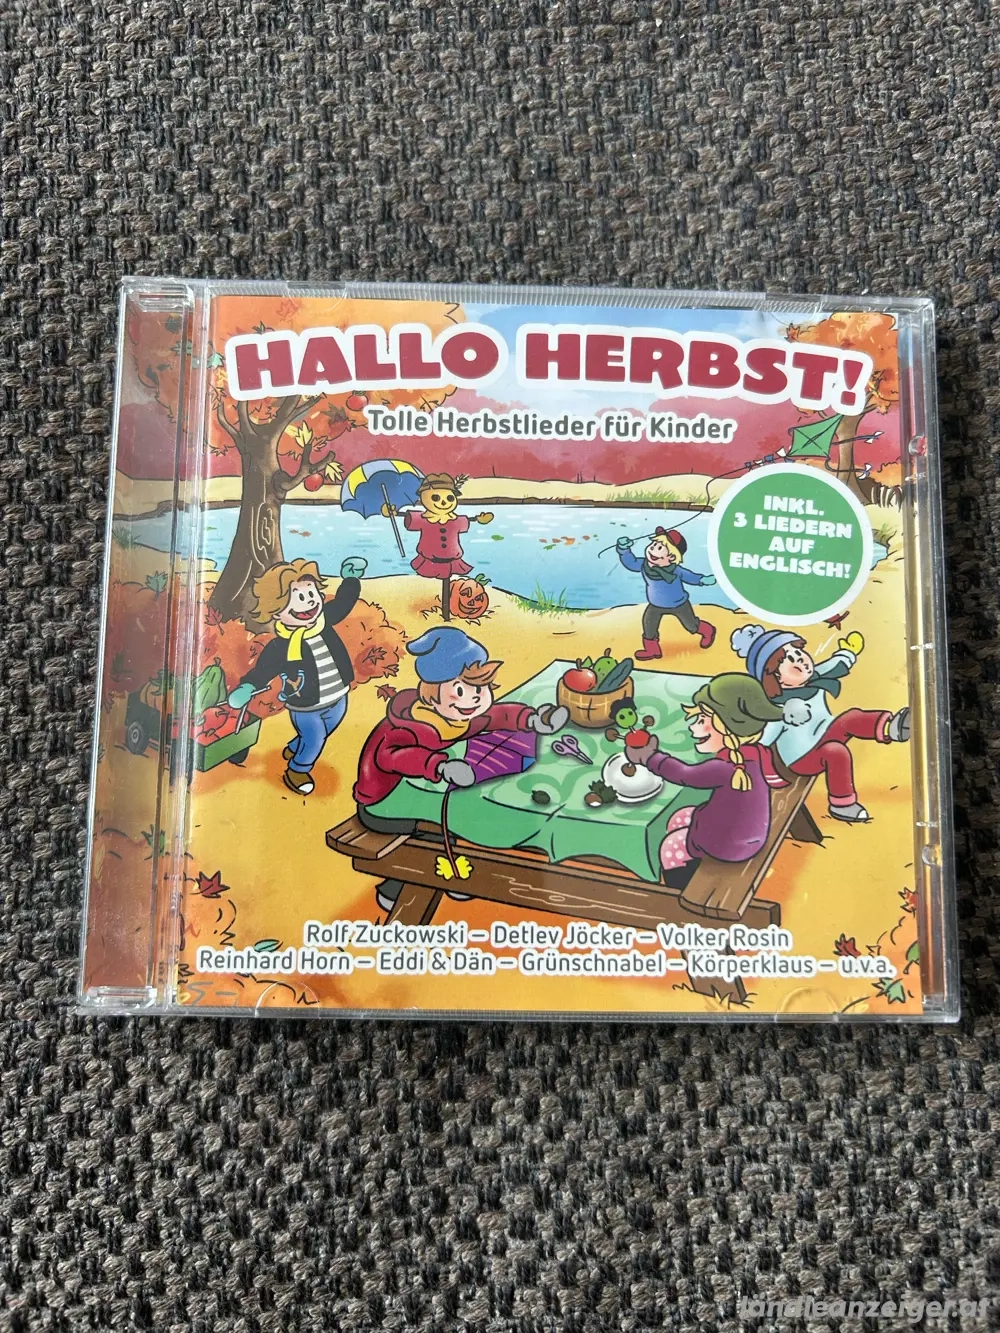 HALLO HERBST!
Tolle Herbstlieder für Kinder
INKL.
3 LIEDERN
AUF
ENGLISCH!
Rolf Zuckowski – Detlev Jöcker – Volker Rosin
Reinhard Horn – Eddi & Dän – Grünschnabel – Körperklaus – u.v.a.
ländleanzeiger.at